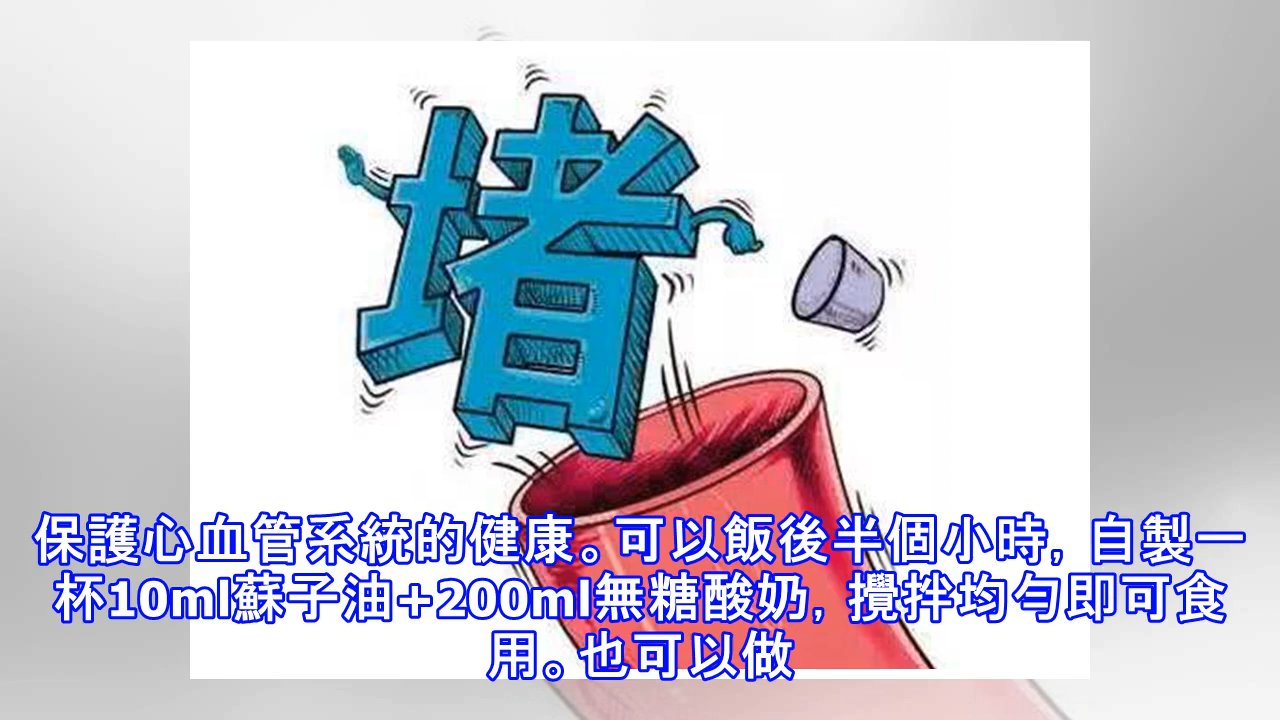 堵
保護心血管系統的健康。可以飯後半個小時,自製一
杯10ml蘇子油+200ml無糖酸奶,攪拌均勻即可食
用。也可以做